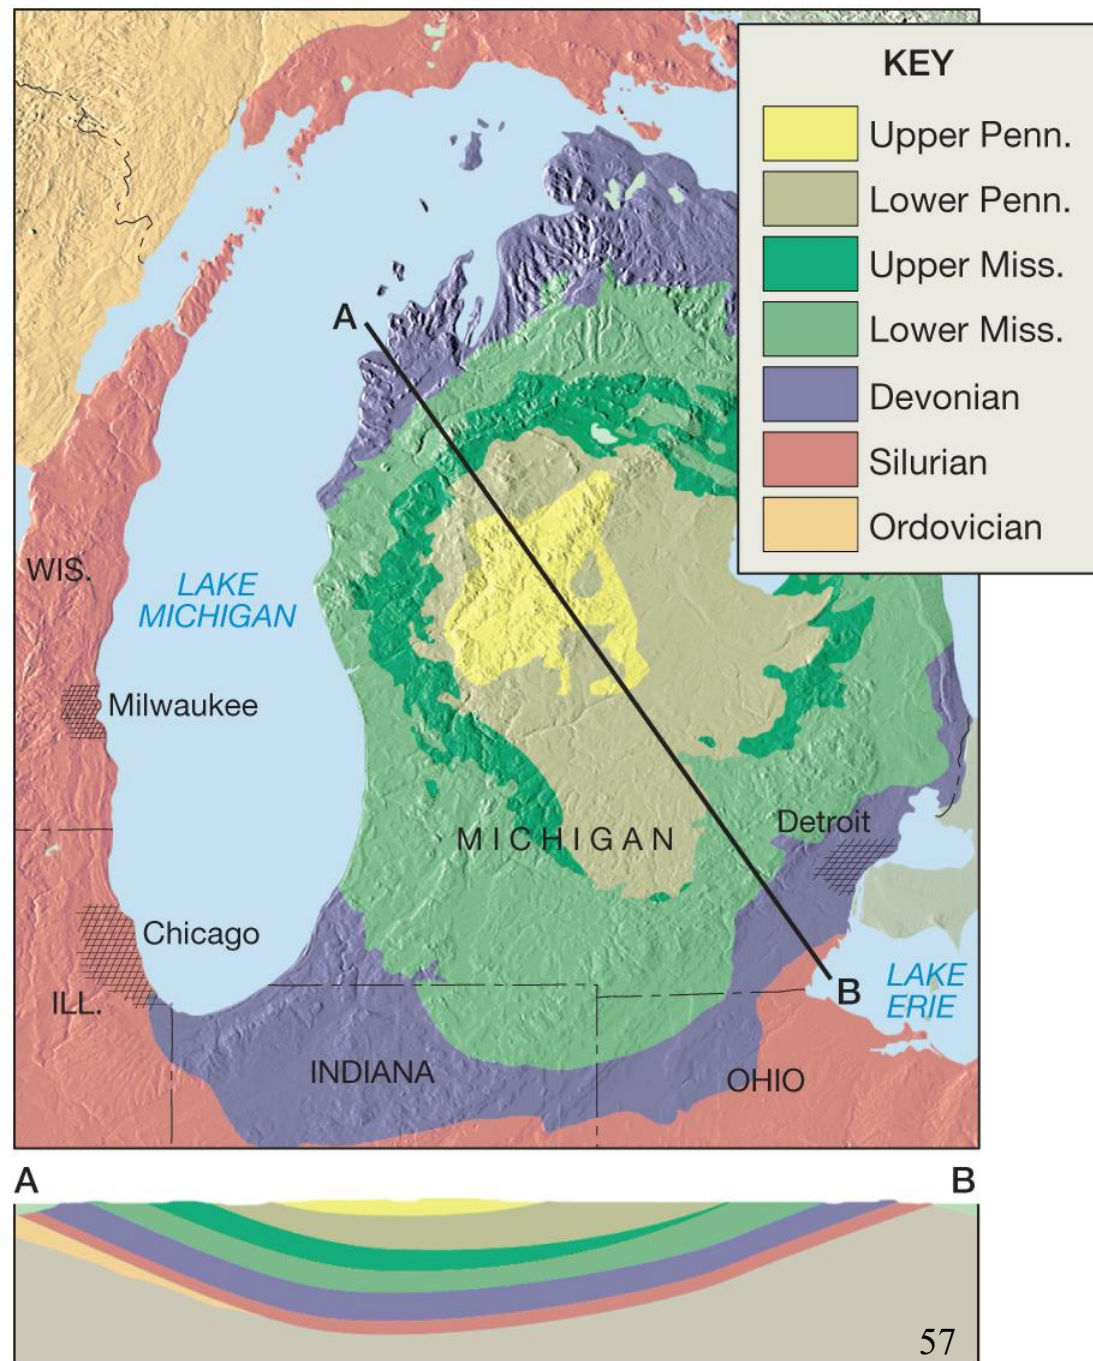 KEY
Upper Penn.
Lower Penn.
Upper Miss.
Lower Miss.
Devonian
Silurian
Ordovician
A
WIS.
LAKE
MICHIGAN
Milwaukee
MICHIGAN
Detroit
Chicago
ILL.
B
LAKE
ERIE
INDIANA
OHIO
A
B
57